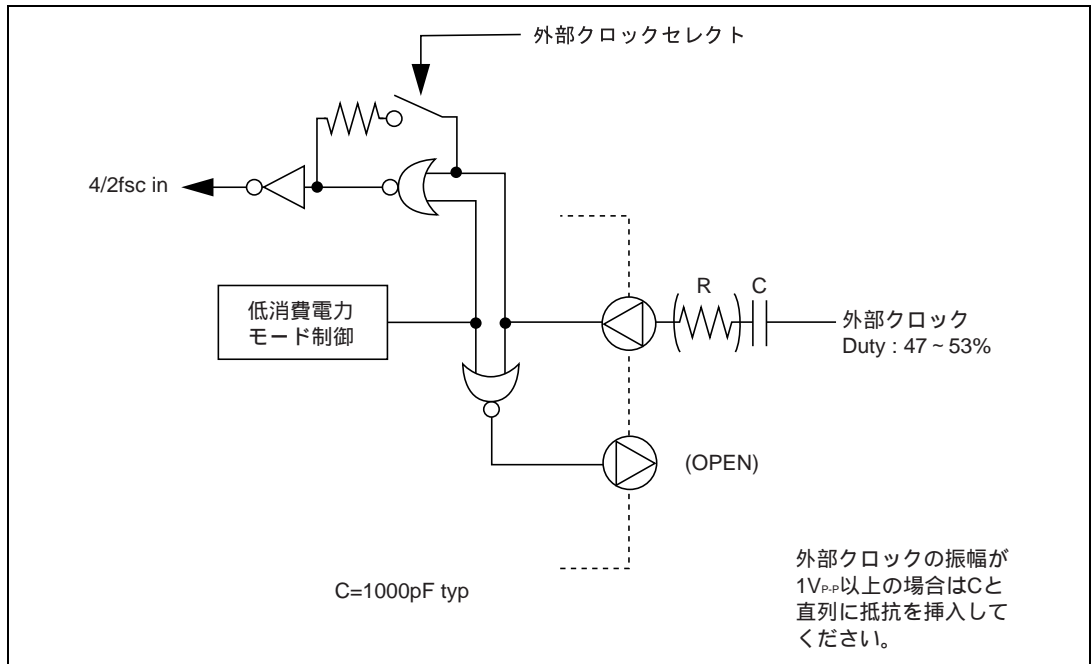 外部クロックセレクト
4/2fsc in
低消費電力
モード制御
R
C
外部クロック
Duty : 47 ~ 53%
(OPEN)
C=1000pF typ
外部クロックの振幅が
1VP-P以上の場合はCと
直列に抵抗を挿入して
ください。